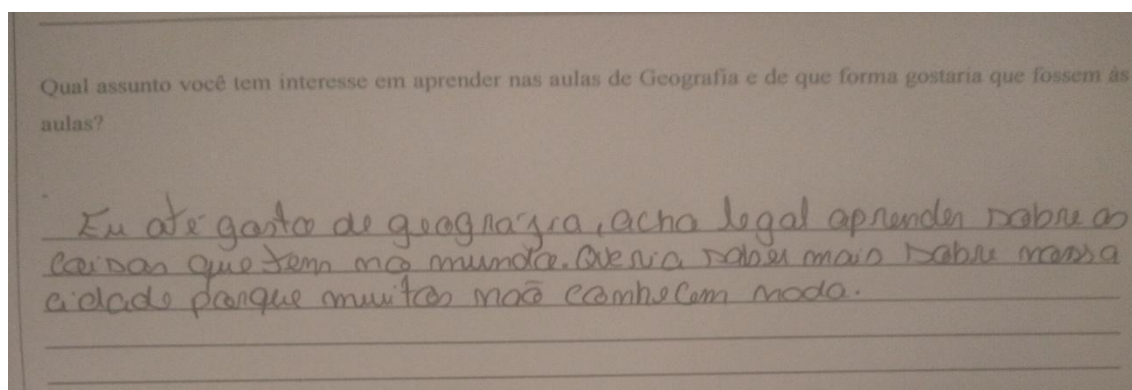 Qual assunto você tem interesse em aprender nas aulas de Geografia e de que forma gostaria que fossem às
aulas?
Eu até gosto de geografia, acho legal aprender sobre as
coisas que tem no mundo. Queria saber mais sobre nossa
cidade porque muitos não conhecem nada.